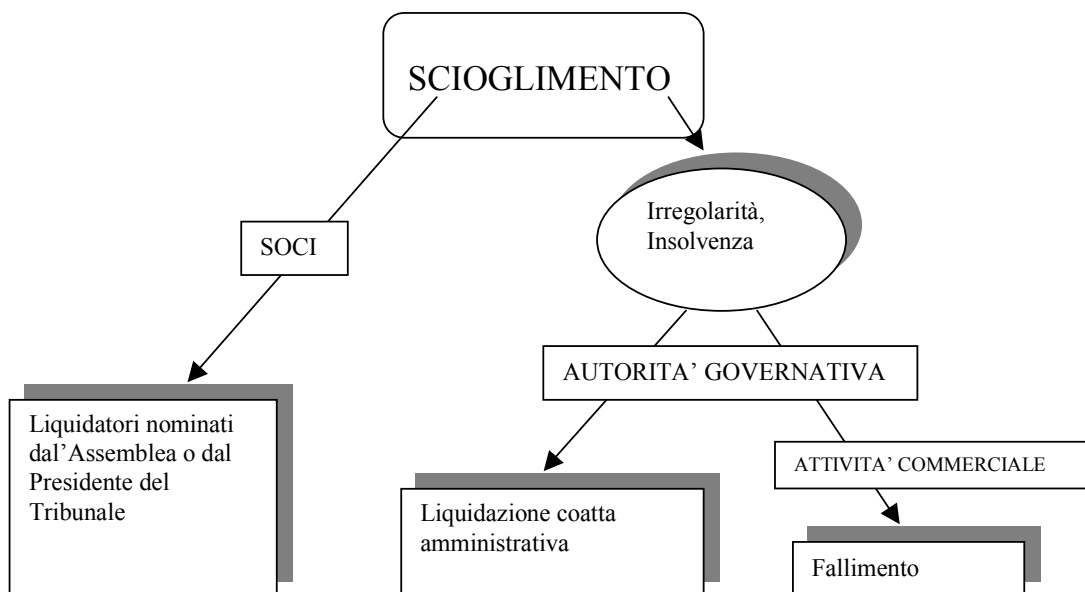 SCIOGLIMENTO
Irregolarità,
Insolvenza
SOCI
AUTORITA’ GOVERNATIVA
Liquidatori nominati
dal’Assemblea o dal
Presidente del
Tribunale
ATTIVITA’ COMMERCIALE
Liquidazione coatta
amministrativa
Fallimento